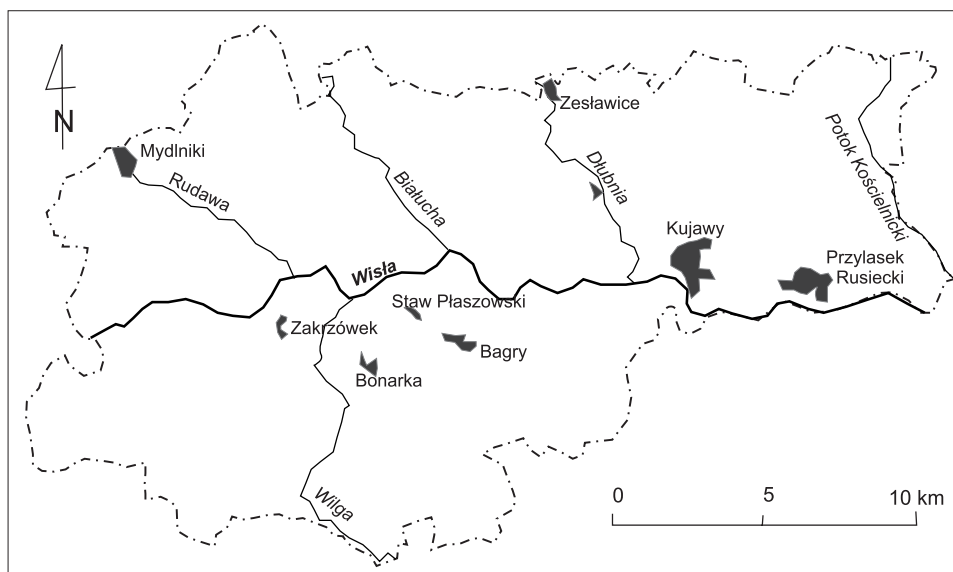 N
Mydlniki
Rudawa
Białucha
Zesławice
Dłubnia
Potok Kościelnicki
Kujawy
Przylasek
Rusiecki
Wisła
Staw Płaszowski
Zakrzówek
Bagry
Bonarka
Wilga
0 5 10 km